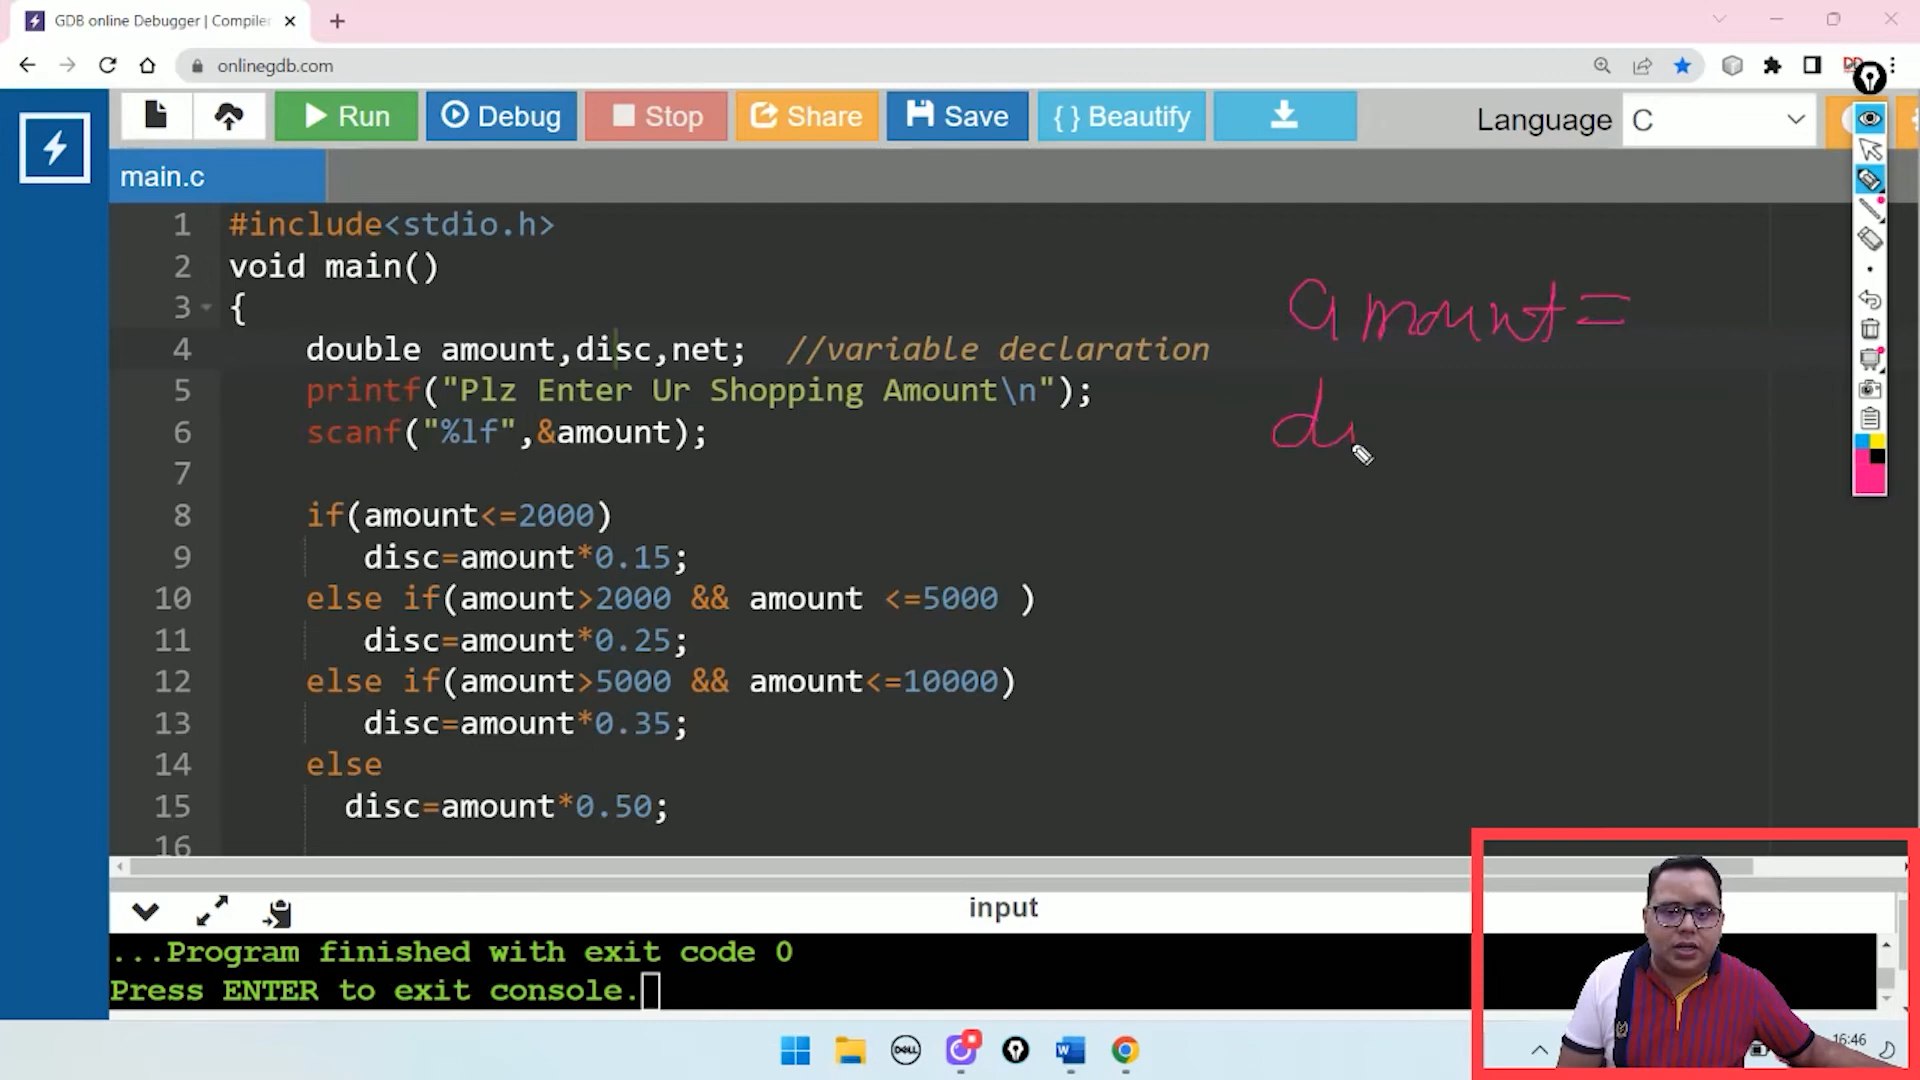 GDB online Debugger | Compiler
onlinegdb.com
Run Debug Stop Share Save { } Beautify Language C
main.c
1 #include<stdio.h>
2 void main()
3 {
4 double amount,disc,net; //variable declaration
5 printf("Plz Enter Ur Shopping Amount\n");
6 scanf("%lf",&amount);
7
8 if(amount<=2000)
9 disc=amount*0.15;
10 else if(amount>2000 && amount <=5000 )
11 disc=amount*0.25;
12 else if(amount>5000 && amount<=10000)
13 disc=amount*0.35;
14 else
15 disc=amount*0.50;
16
amount=
di
input
...Program finished with exit code 0
Press ENTER to exit console.
DELL
16:46